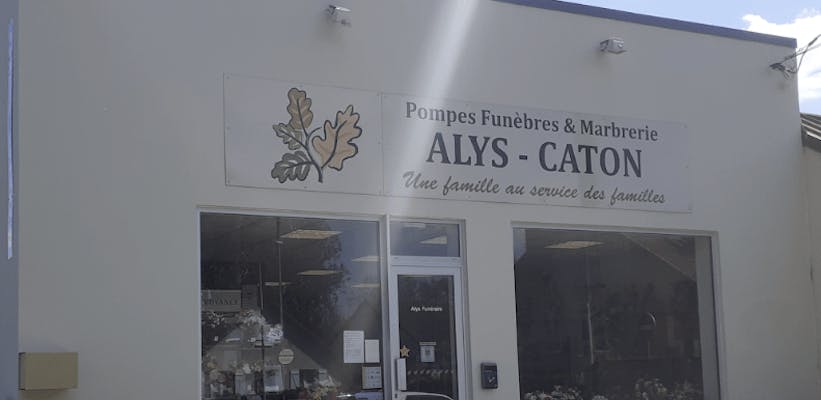 Pompes Funèbres & Marbrerie
ALYS - CATON
Une famille au service des familles
Alys Funéraire